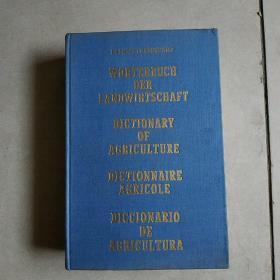 WÖRTERBUCH
DER
LANDWIRTSCHAFT
DICTIONARY
OF
AGRICULTURE
DICTIONNAIRE
AGRICOLE
DICCIONARIO
DE
AGRICULTURA